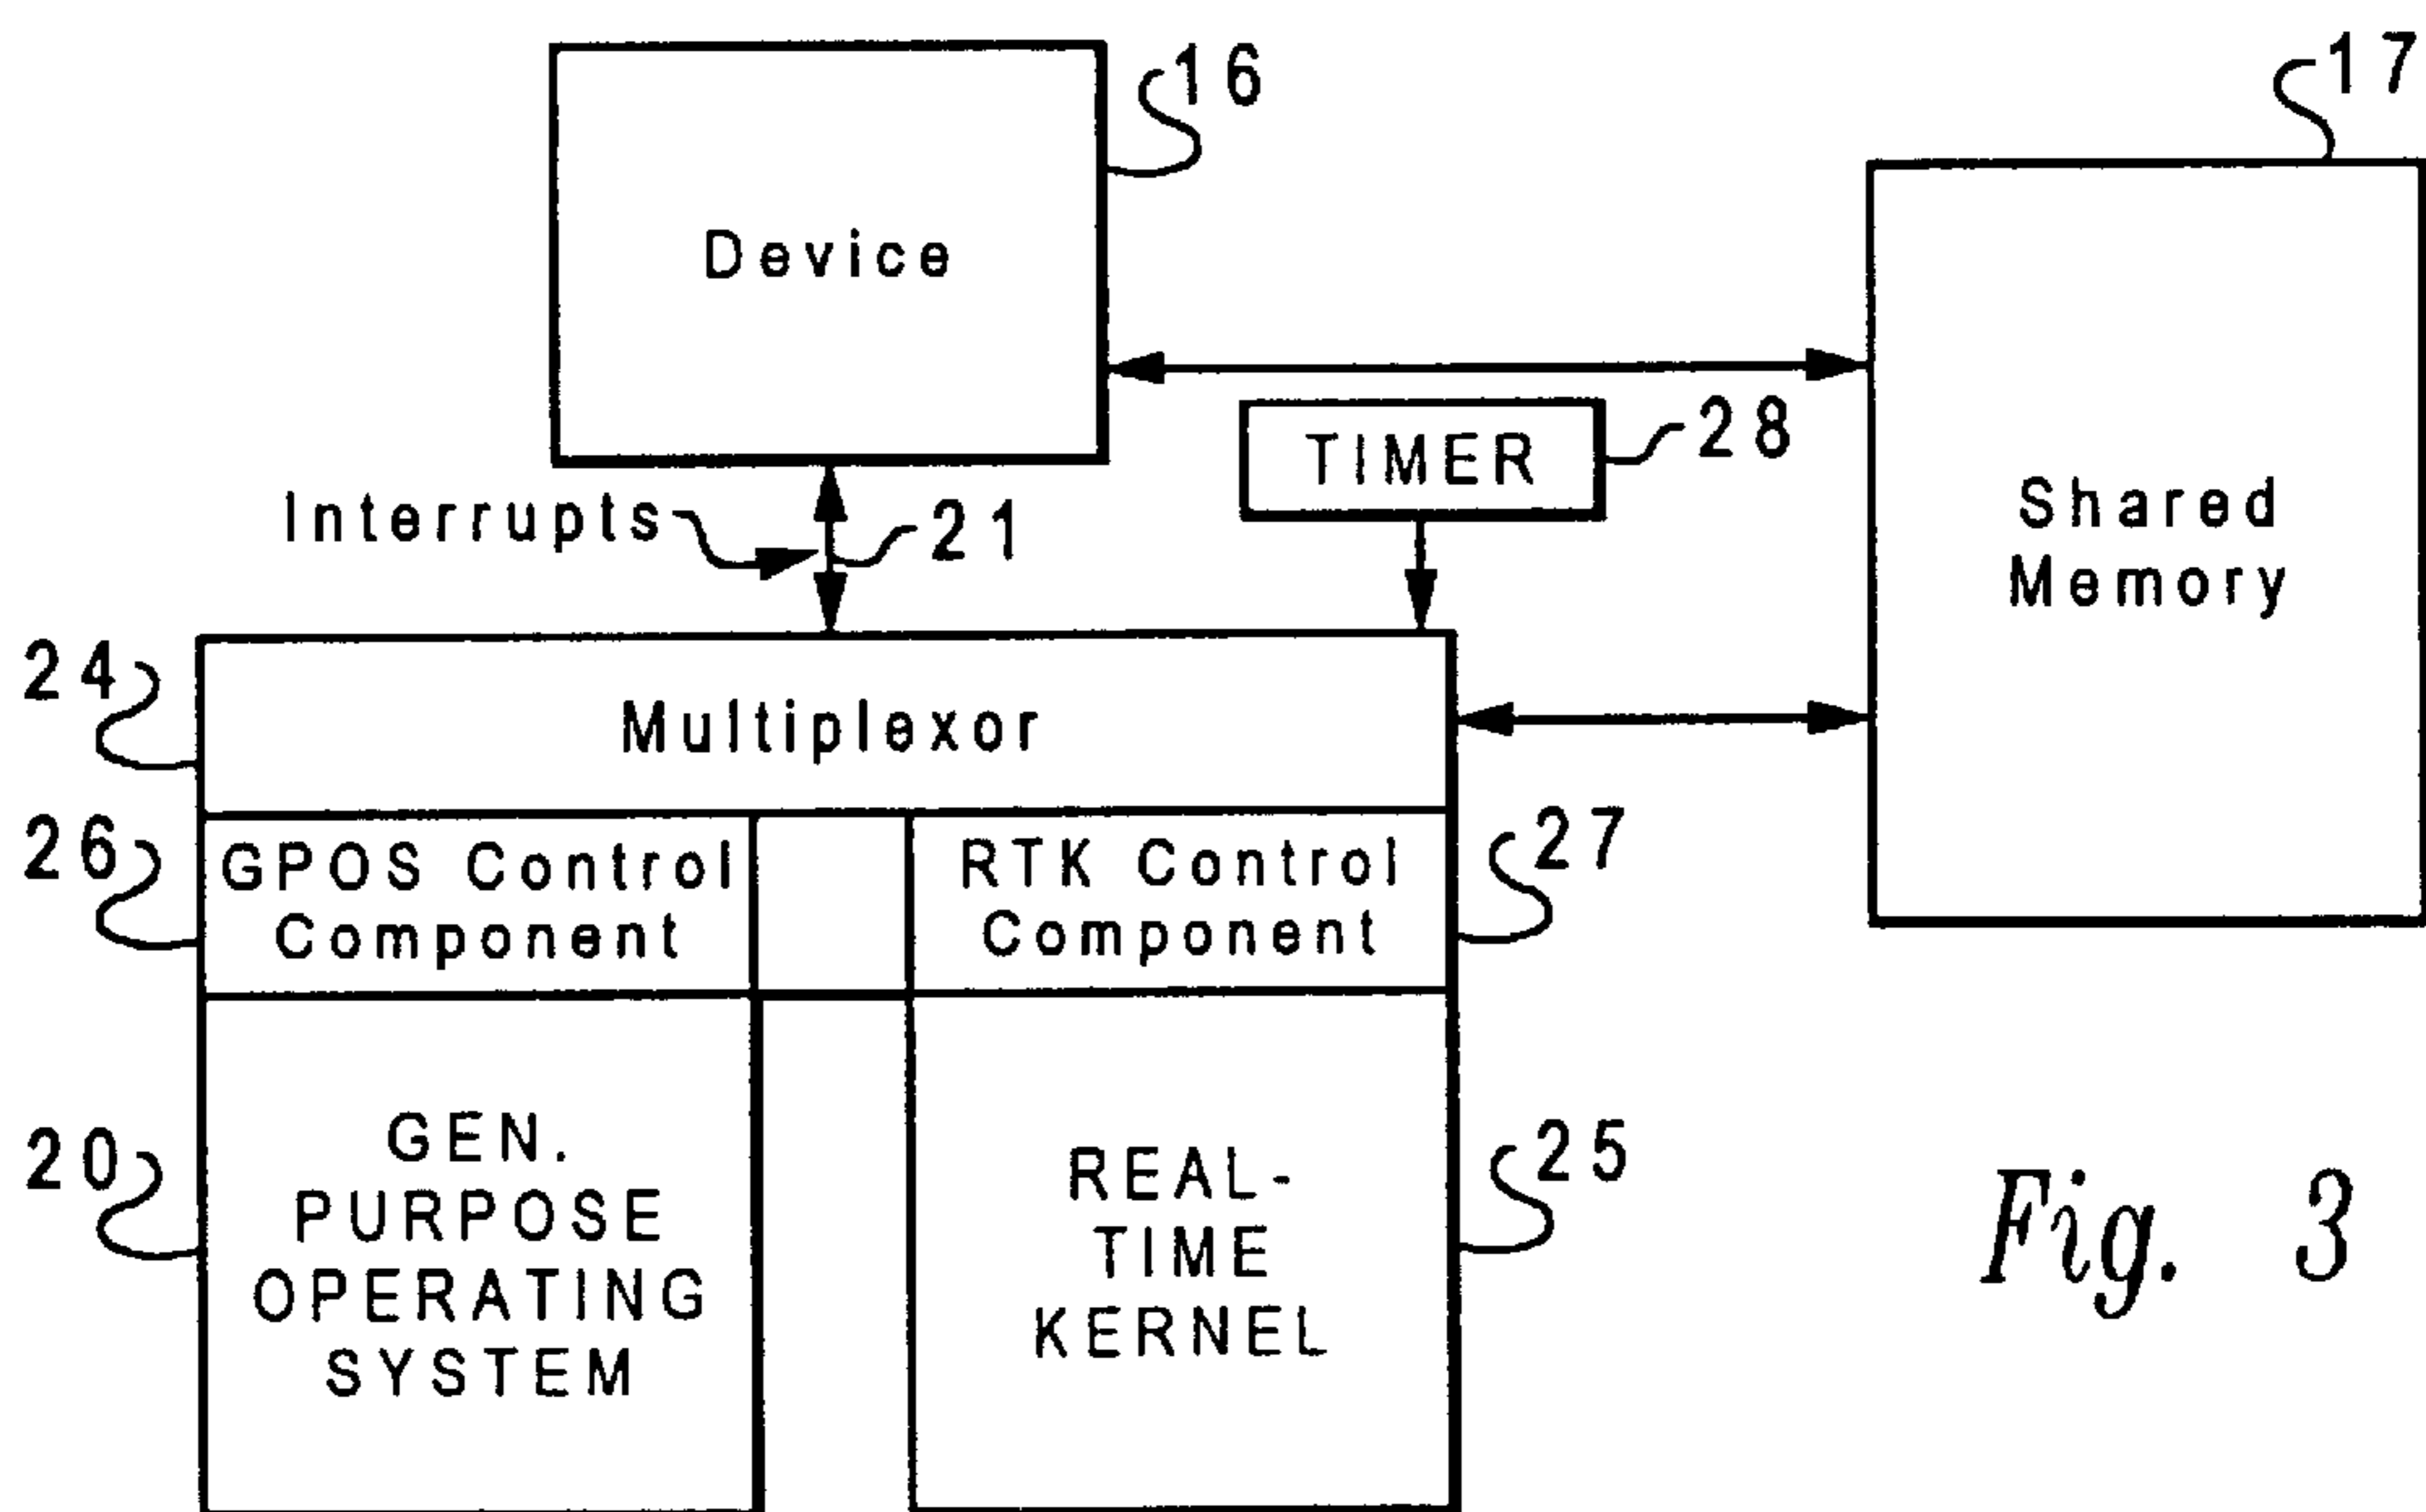 16
17
Device
TIMER
28
Interrupts
21
Shared
Memory
24
Multiplexor
26
GPOS Control
Component
RTK Control
Component
27
20
GEN.
PURPOSE
OPERATING
SYSTEM
REAL-
TIME
KERNEL
25
Fig. 3